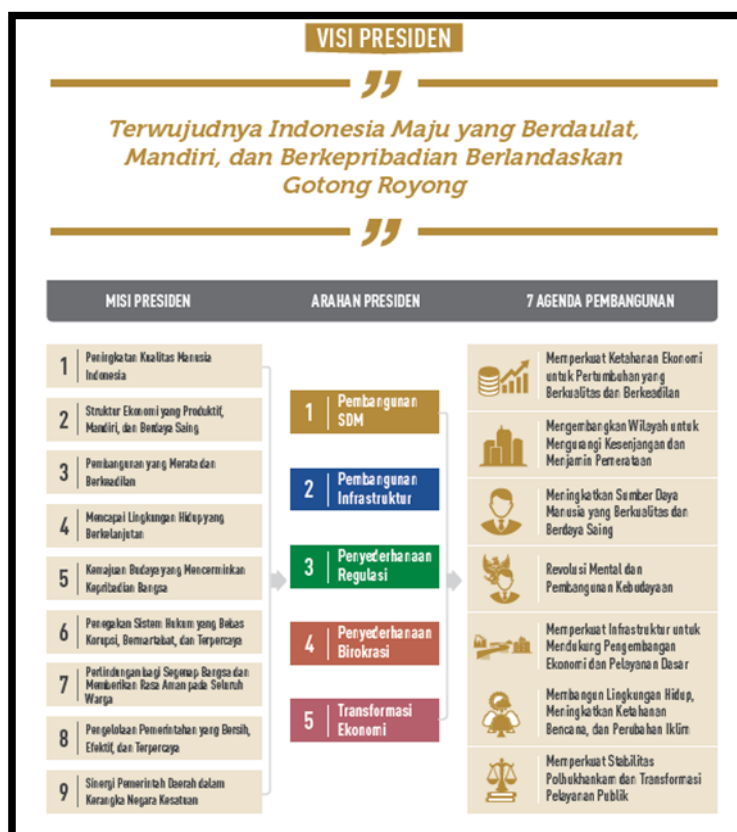 VISI PRESIDEN
”
Terwujudnya Indonesia Maju yang Berdaulat,
Mandiri, dan Berkepribadian Berlandaskan
Gotong Royong
”
MISI PRESIDEN
1
Peningkatan Kualitas Manusia
Indonesia
2
Struktur Ekonomi yang Produktif,
Mandiri, dan Berdaya Saing
3
Pembangunan yang Merata dan
Berkeadilan
4
Mencapai Lingkungan Hidup yang
Berkelanjutan
5
Kemajuan Budaya yang Mencerminkan
Kepribadian Bangsa
6
Penegakan Sistem Hukum yang Bebas
Korupsi, Bermartabat, dan Terpercaya
7
Perlindungan bagi Segenap Bangsa dan
Memberikan Rasa Aman pada Seluruh
Warga
8
Pengelolaan Pemerintahan yang Bersih,
Efektif, dan Terpercaya
9
Sinergi Pemerintah Daerah dalam
Kerangka Negara Kesatuan
ARAHAN PRESIDEN
1
Pembangunan
SDM
2
Pembangunan
Infrastruktur
3
Penyederhanaan
Regulasi
4
Penyederhanaan
Birokrasi
5
Transformasi
Ekonomi
7 AGENDA PEMBANGUNAN
Memperkuat Ketahanan Ekonomi
untuk Pertumbuhan yang
Berkualitas dan Berkeadilan
Mengembangkan Wilayah untuk
Mengurangi Kesenjangan dan
Menjamin Pemerataan
Meningkatkan Sumber Daya
Manusia yang Berkualitas dan
Berdaya Saing
Revolusi Mental dan
Pembangunan Kebudayaan
Memperkuat Infrastruktur untuk
Mendukung Pengembangan
Ekonomi dan Pelayanan Dasar
Membangun Lingkungan Hidup,
Meningkatkan Ketahanan
Bencana, dan Perubahan Iklim
Memperkuat Stabilitas
Polhukhankam dan Transformasi
Pelayanan Publik